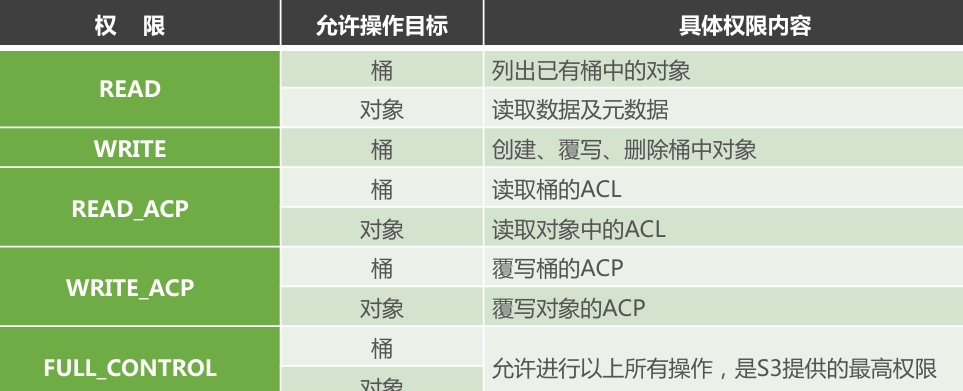 权 限 允许操作目标 具体权限内容
READ 桶 列出已有桶中的对象
对象 读取数据及元数据
WRITE 桶 创建、覆写、删除桶中对象
READ_ACP 桶 读取桶的ACL
对象 读取对象中的ACL
WRITE_ACP 桶 覆写桶的ACP
对象 覆写对象的ACP
FULL_CONTROL 桶 允许进行以上所有操作，是S3提供的最高权限
对象